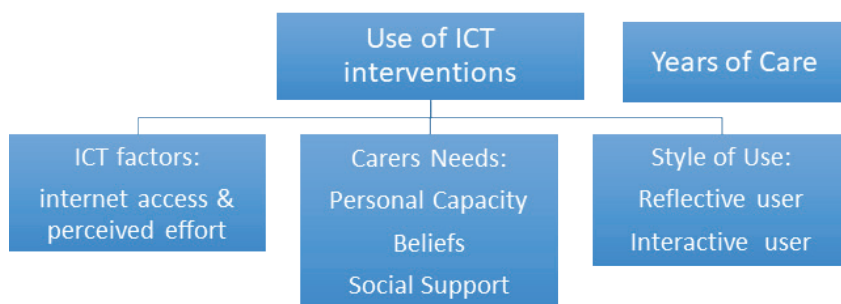 Use of ICT
interventions
Years of Care
ICT factors:
internet access &
perceived effort
Carers Needs:
Personal Capacity
Beliefs
Social Support
Style of Use:
Reflective user
Interactive user